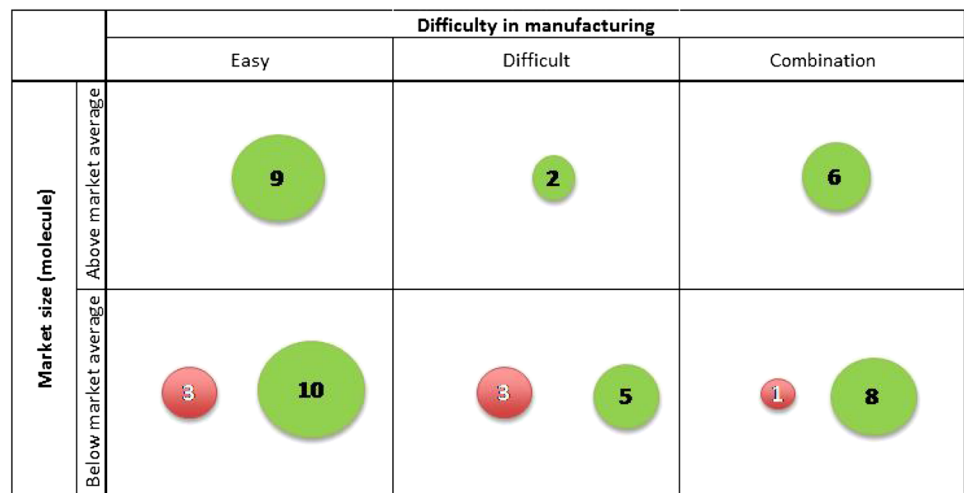 Difficulty in manufacturing
Easy
Difficult
Combination
Market size (molecule)
Above market average
9
2
6
Below market average
3
10
3
5
1
8